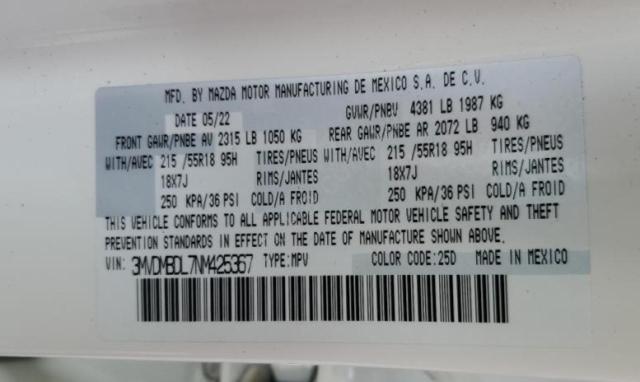 MFD. BY MAZDA MOTOR MANUFACTURING DE MEXICO S.A. DE C.V.
DATE 05/22 GVWR/PNBV 4381 LB 1987 KG
FRONT GAWR/PNBE AV 2315 LB 1050 KG REAR GAWR/PNBE AR 2072 LB 940 KG
WITH/AVEC 215 /55R18 95H TIRES/PNEUS WITH/AVEC 215 /55R18 95H TIRES/PNEUS
18X7J RIMS/JANTES 18X7J RIMS/JANTES
250 KPA/36 PSI COLD/A FROID 250 KPA/36 PSI COLD/A FROID
THIS VEHICLE CONFORMS TO ALL APPLICABLE FEDERAL MOTOR VEHICLE SAFETY AND THEFT
PREVENTION STANDARDS IN EFFECT ON THE DATE OF MANUFACTURE SHOWN ABOVE.
VIN: 3MVDMBDL7NM425367 TYPE:MPV COLOR CODE:25D MADE IN MEXICO